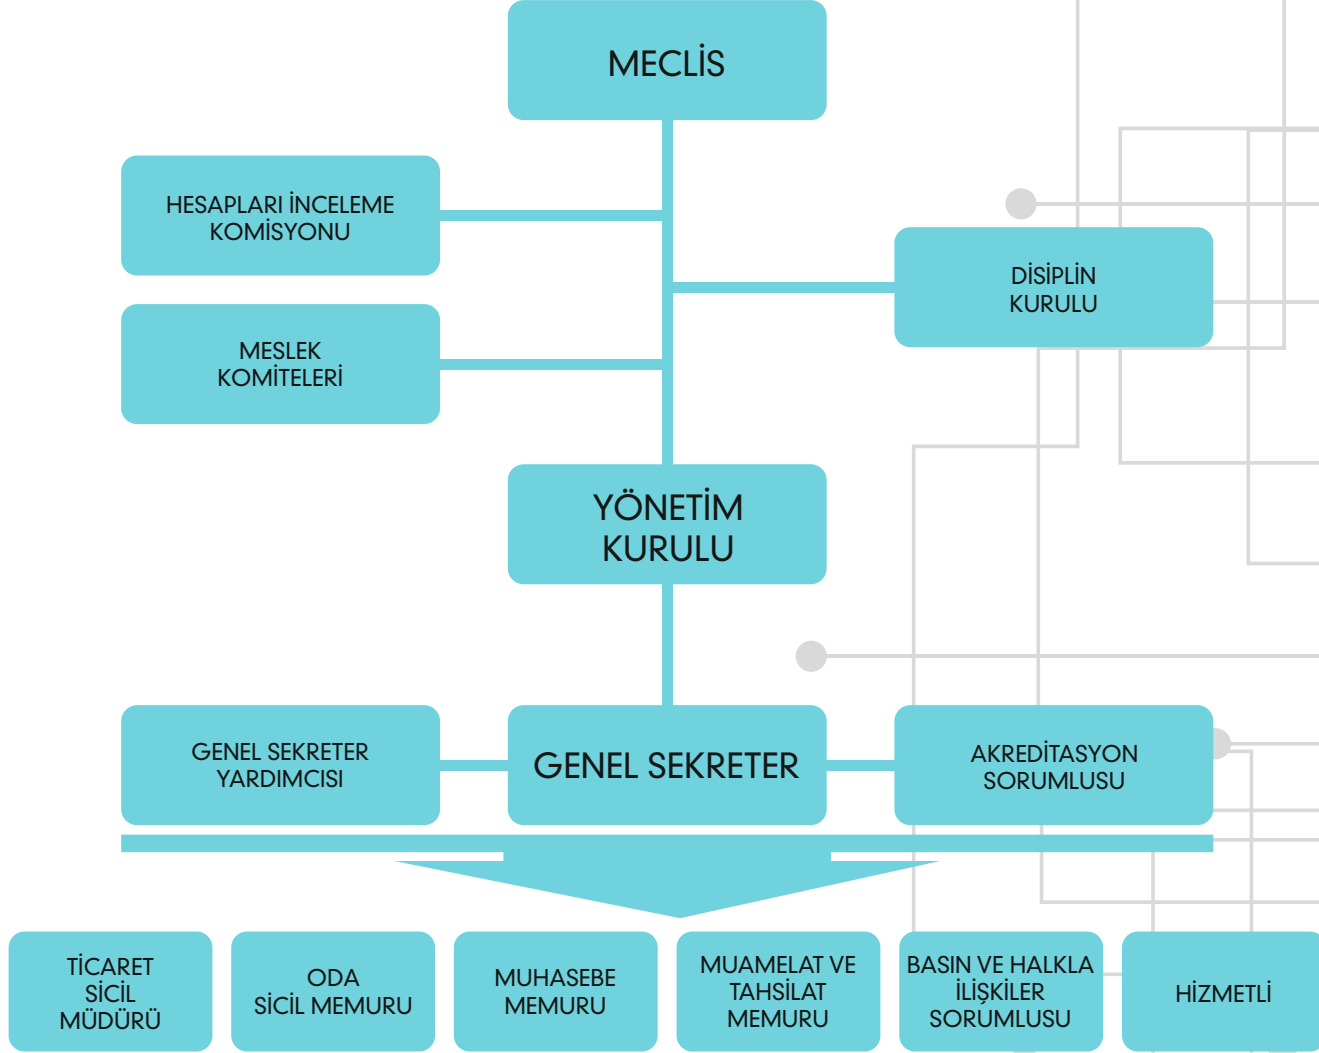 MECLİS
HESAPLARI İNCELEME
KOMİSYONU
DİSİPLİN
KURULU
MESLEK
KOMİTELERİ
YÖNETİM
KURULU
GENEL SEKRETER
YARDIMCISI
GENEL SEKRETER
AKREDİTASYON
SORUMLUSU
TİCARET
SİCİL
MÜDÜRÜ
ODA
SİCİL MEMURU
MUHASEBE
MEMURU
MUAMELAT VE
TAHSİLAT
MEMURU
BASIN VE HALKLA
İLİŞKİLER
SORUMLUSU
HİZMETLİ